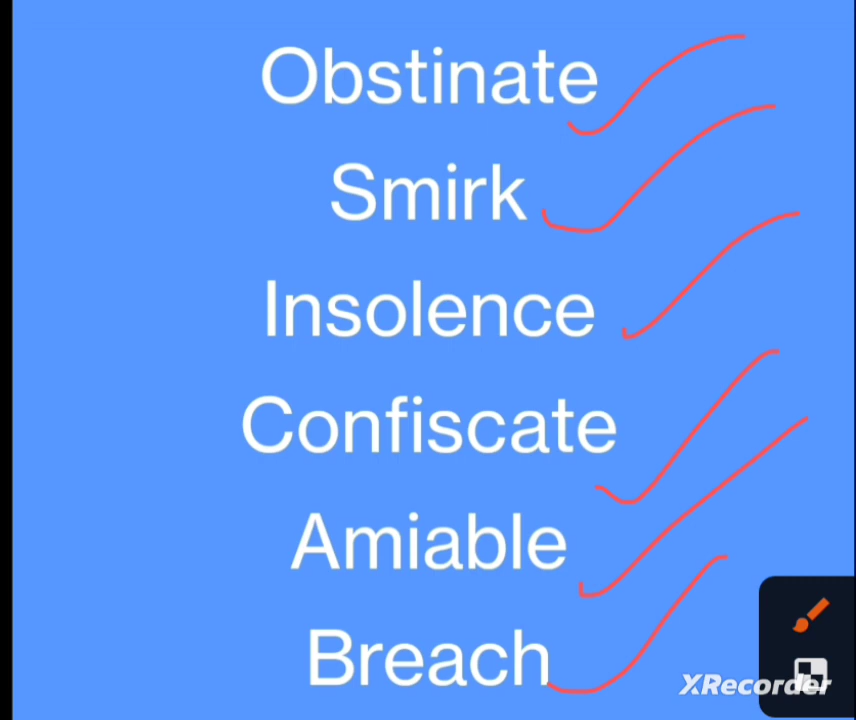 Obstinate
Smirk
Insolence
Confiscate
Amiable
Breach
XRecorder